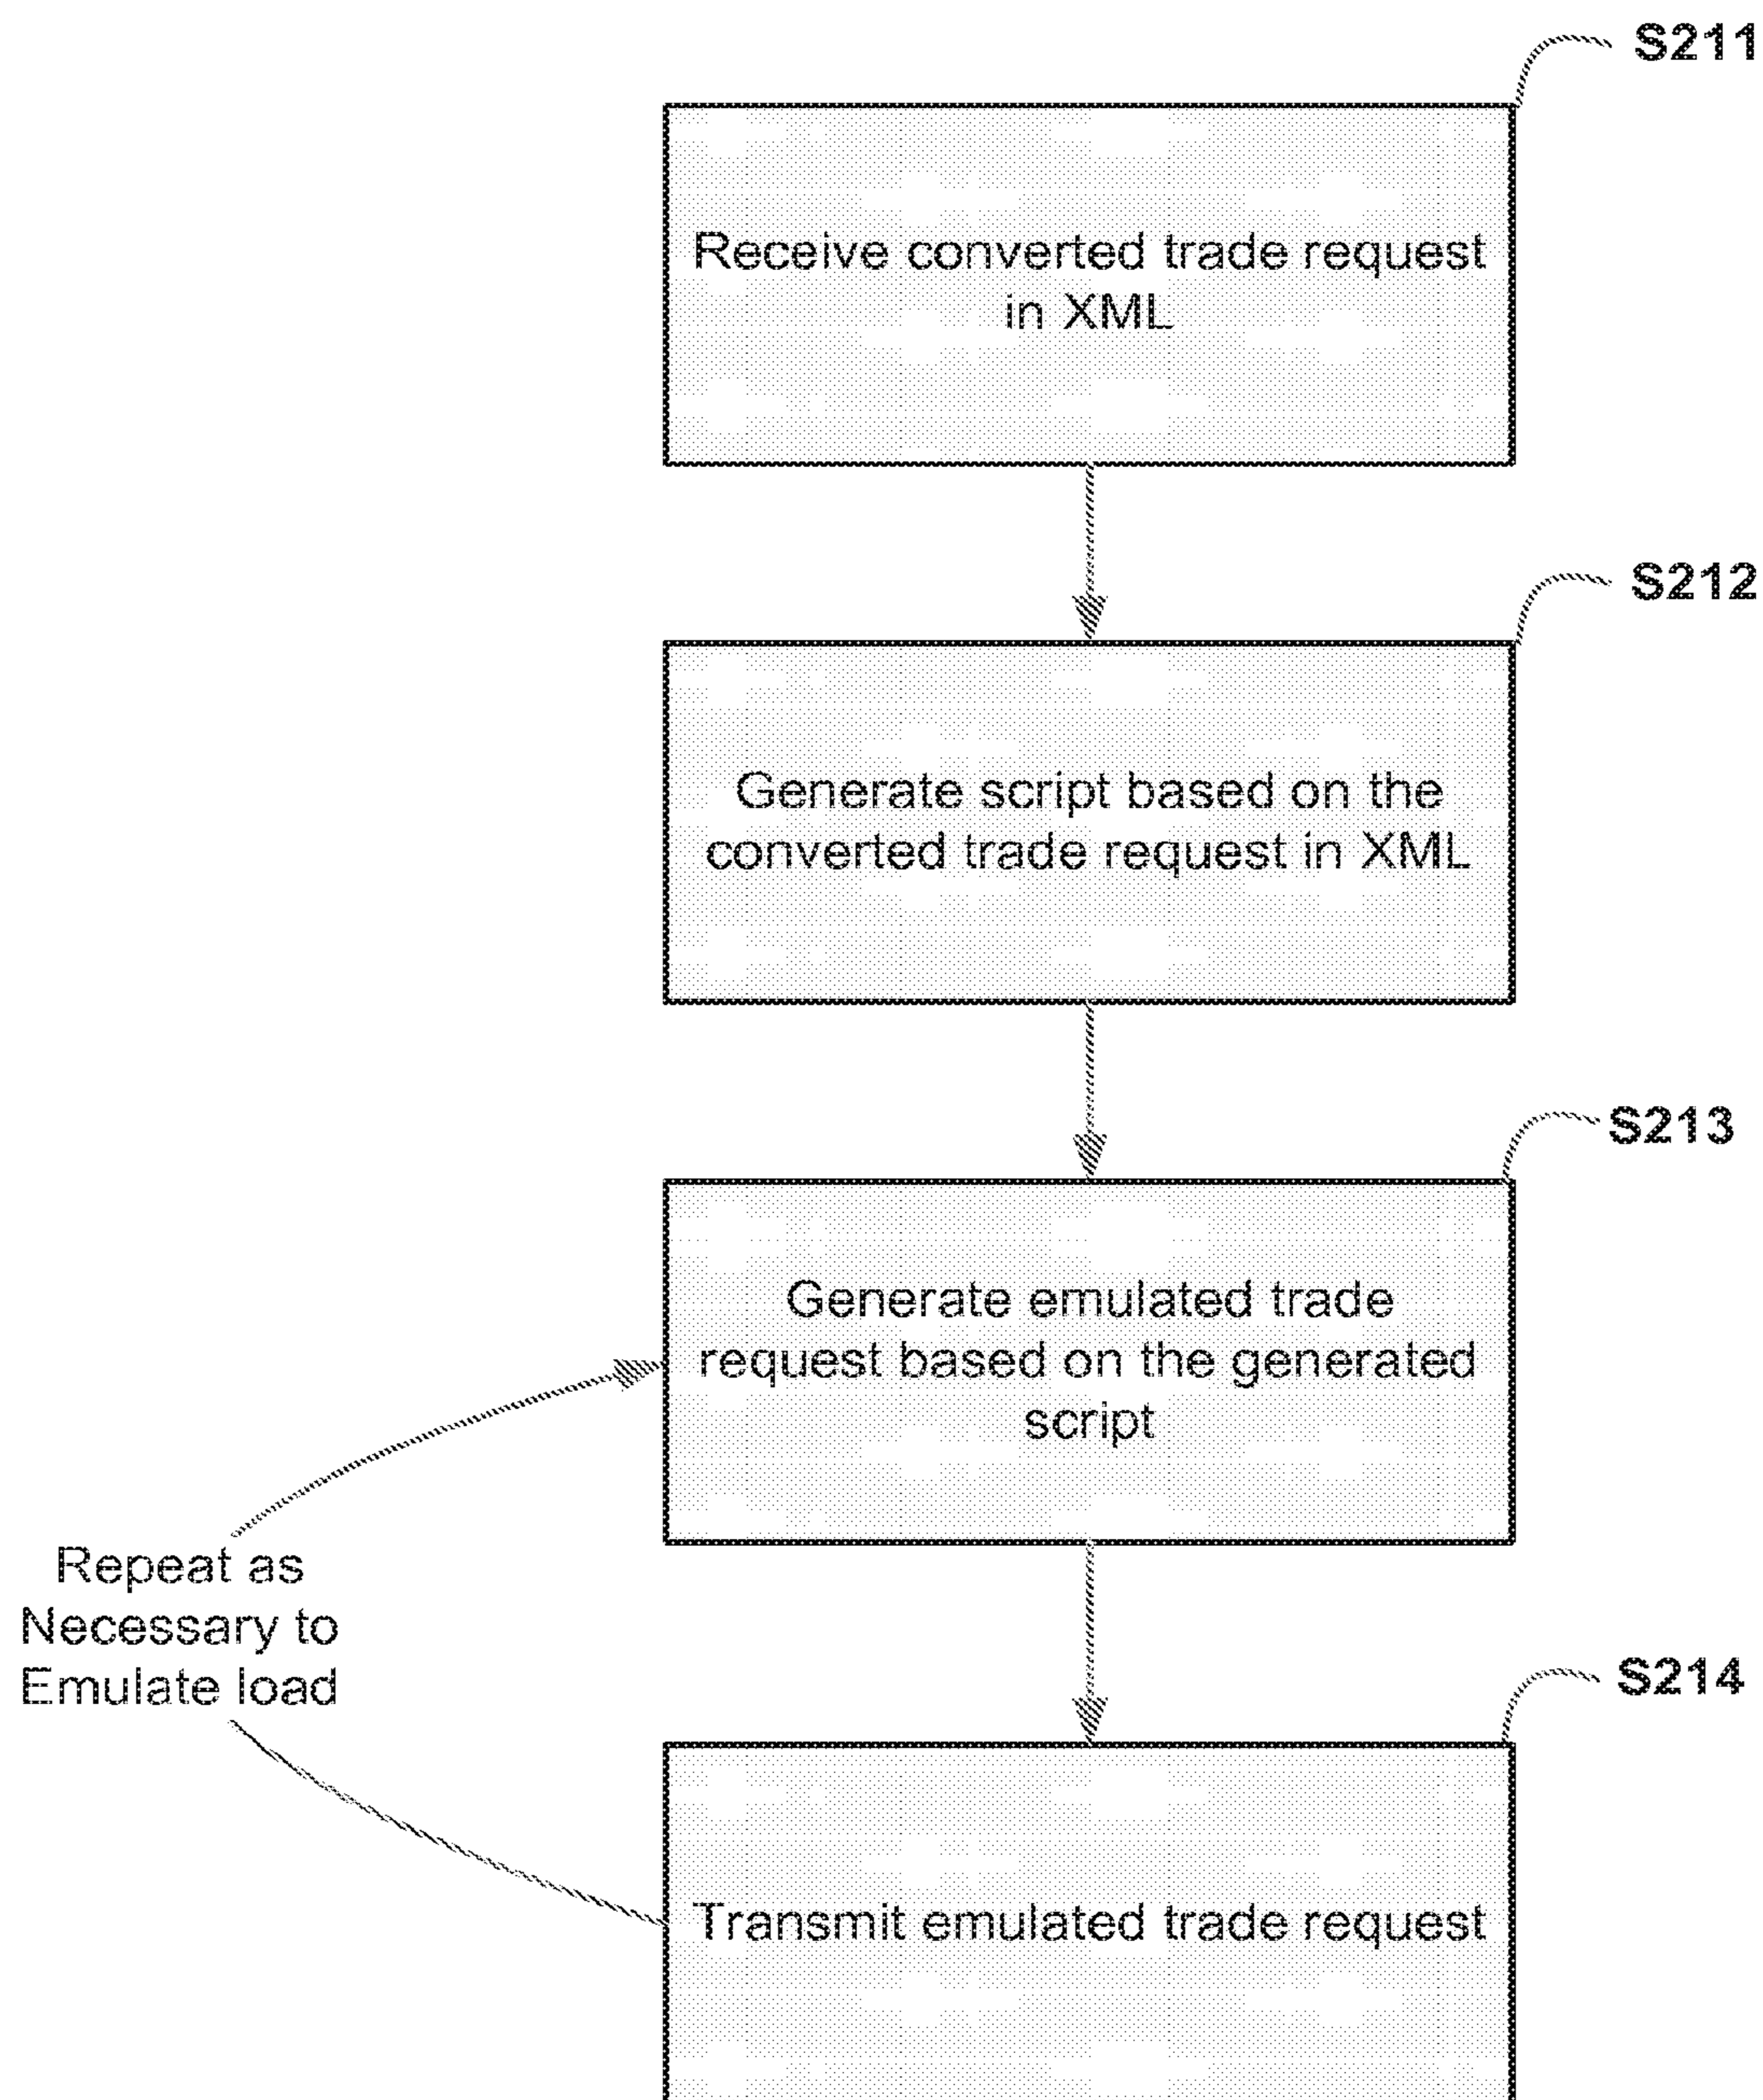 S211
Receive converted trade request
in XML
S212
Generate script based on the
converted trade request in XML
S213
Generate emulated trade
request based on the generated
script
Repeat as
Necessary to
Emulate load
S214
Transmit emulated trade request